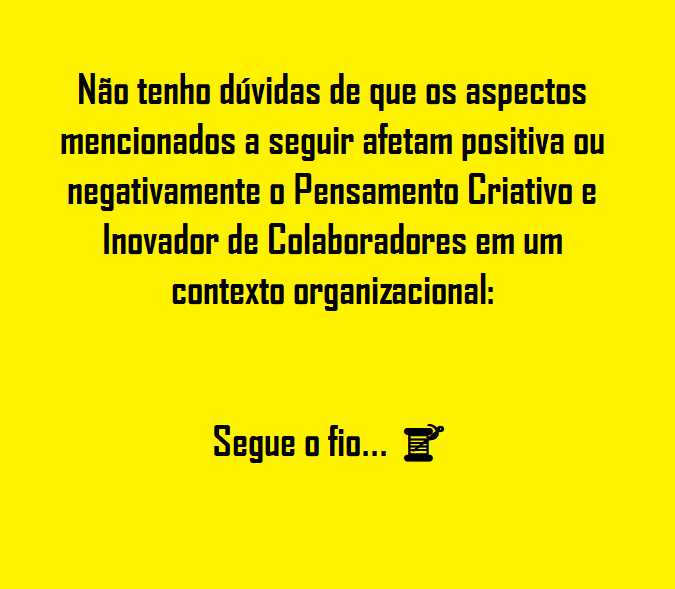 Não tenho dúvidas de que os aspectos
mencionados a seguir afetam positiva ou
negativamente o Pensamento Criativo e
Inovador de Colaboradores em um
contexto organizacional:
Segue o fio...